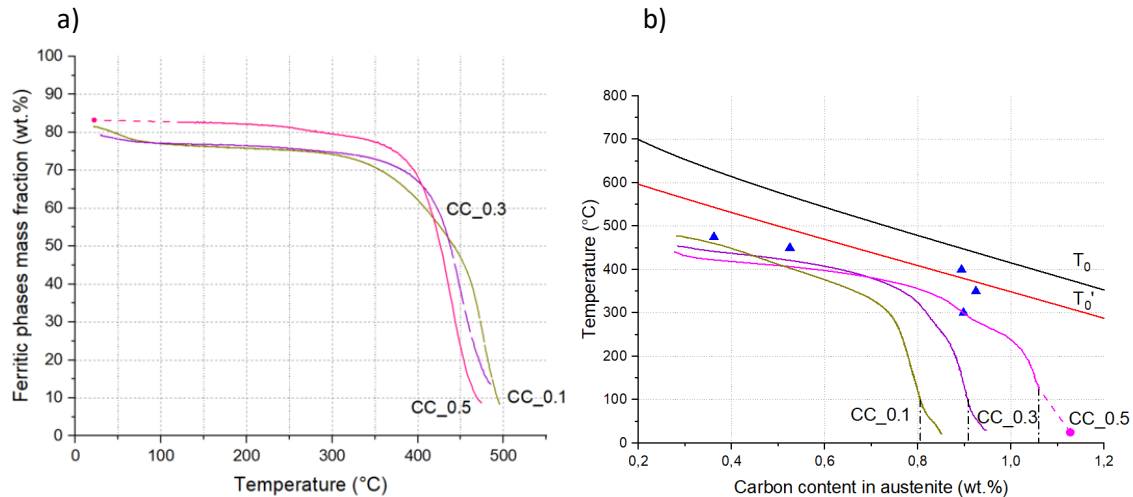 a)
100
90
80
70
60
50
40
30
20
10
0
Ferritic phases mass fraction (wt.%)
CC_0.3
CC_0.5
CC_0.1
0
100
200
300
400
500
Temperature (°C)
b)
800
700
600
500
400
300
200
100
0
Temperature (°C)
T₀
T₀'
CC_0.1
CC_0.3
CC_0.5
0,2
0,4
0,6
0,8
1,0
1,2
Carbon content in austenite (wt.%)